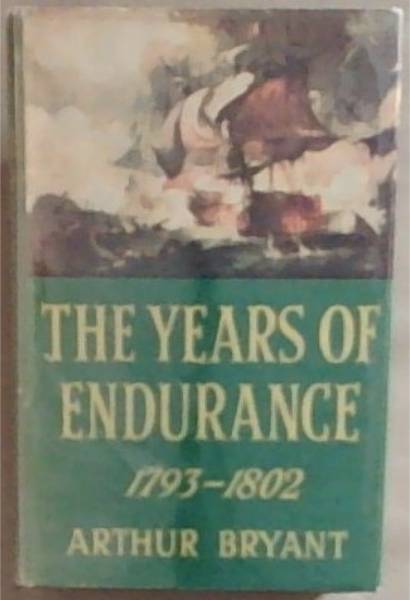 THE YEARS OF
ENDURANCE
1793-1802
ARTHUR BRYANT